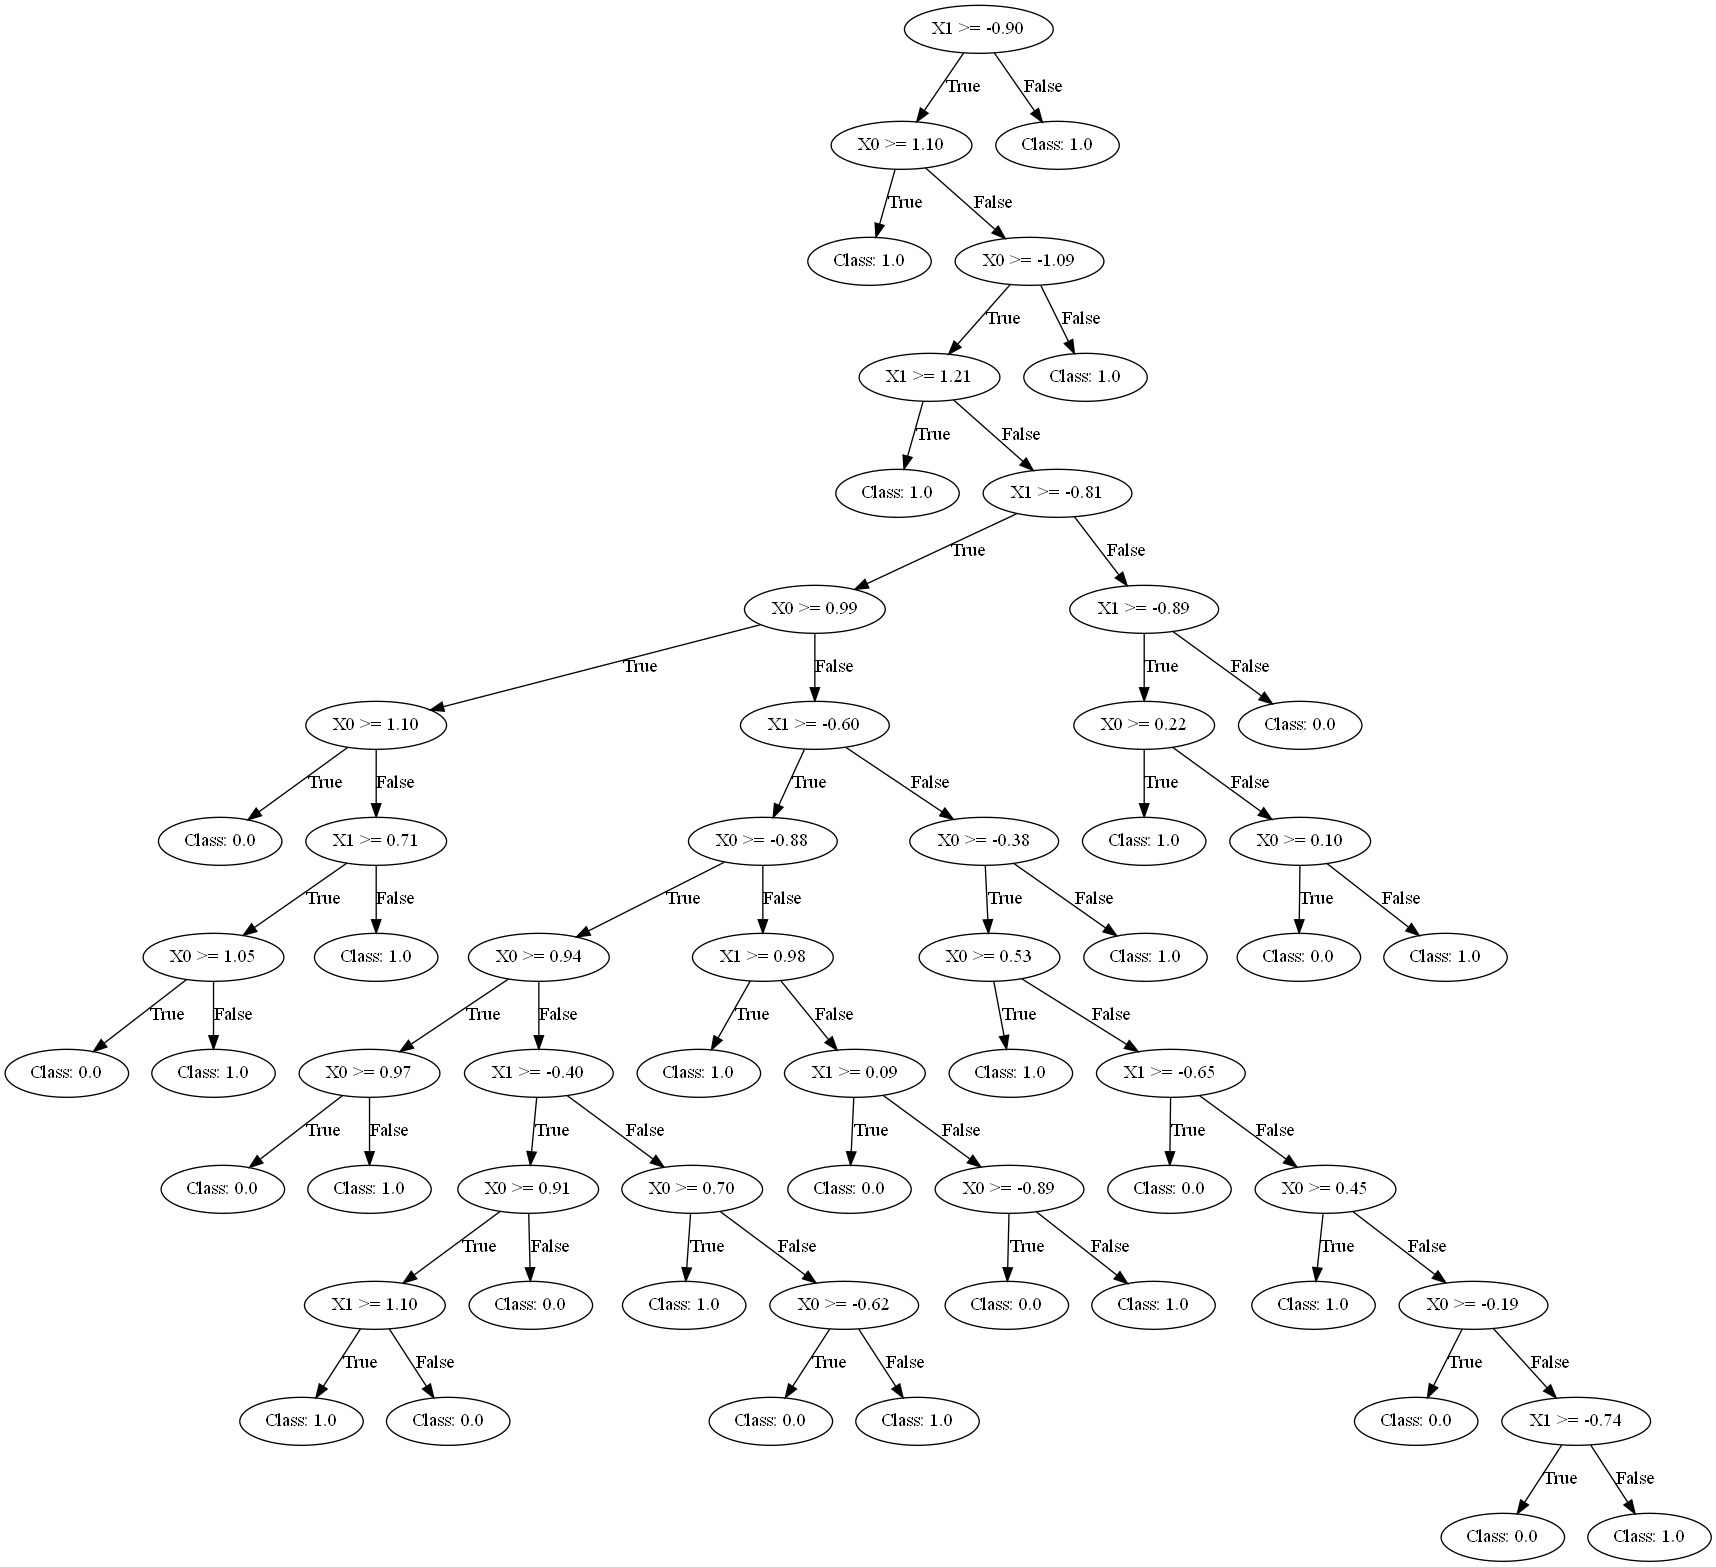 X1 >= -0.90
True
False
X0 >= 1.10
Class: 1.0
True
False
Class: 1.0
X0 >= -1.09
True
False
X1 >= 1.21
Class: 1.0
True
False
Class: 1.0
X1 >= -0.81
True
False
X0 >= 0.99
X1 >= -0.89
True
False
True
False
X0 >= 1.10
X1 >= -0.60
X0 >= 0.22
Class: 0.0
True
False
True
False
True
False
Class: 0.0
X1 >= 0.71
X0 >= -0.88
X0 >= -0.38
Class: 1.0
X0 >= 0.10
True
False
True
False
True
False
True
False
X0 >= 1.05
Class: 1.0
X0 >= 0.94
X1 >= 0.98
X0 >= 0.53
Class: 1.0
Class: 0.0
Class: 1.0
True
False
True
False
True
False
True
False
Class: 0.0
Class: 1.0
X0 >= 0.97
X1 >= -0.40
Class: 1.0
X1 >= 0.09
Class: 1.0
X1 >= -0.65
True
False
True
False
True
False
True
False
Class: 0.0
Class: 1.0
X0 >= 0.91
X0 >= 0.70
Class: 0.0
X0 >= -0.89
Class: 0.0
X0 >= 0.45
True
False
True
False
True
False
True
False
X1 >= 1.10
Class: 0.0
Class: 1.0
X0 >= -0.62
Class: 0.0
Class: 1.0
Class: 1.0
X0 >= -0.19
True
False
True
False
True
False
Class: 1.0
Class: 0.0
Class: 0.0
Class: 1.0
Class: 0.0
X1 >= -0.74
True
False
Class: 0.0
Class: 1.0